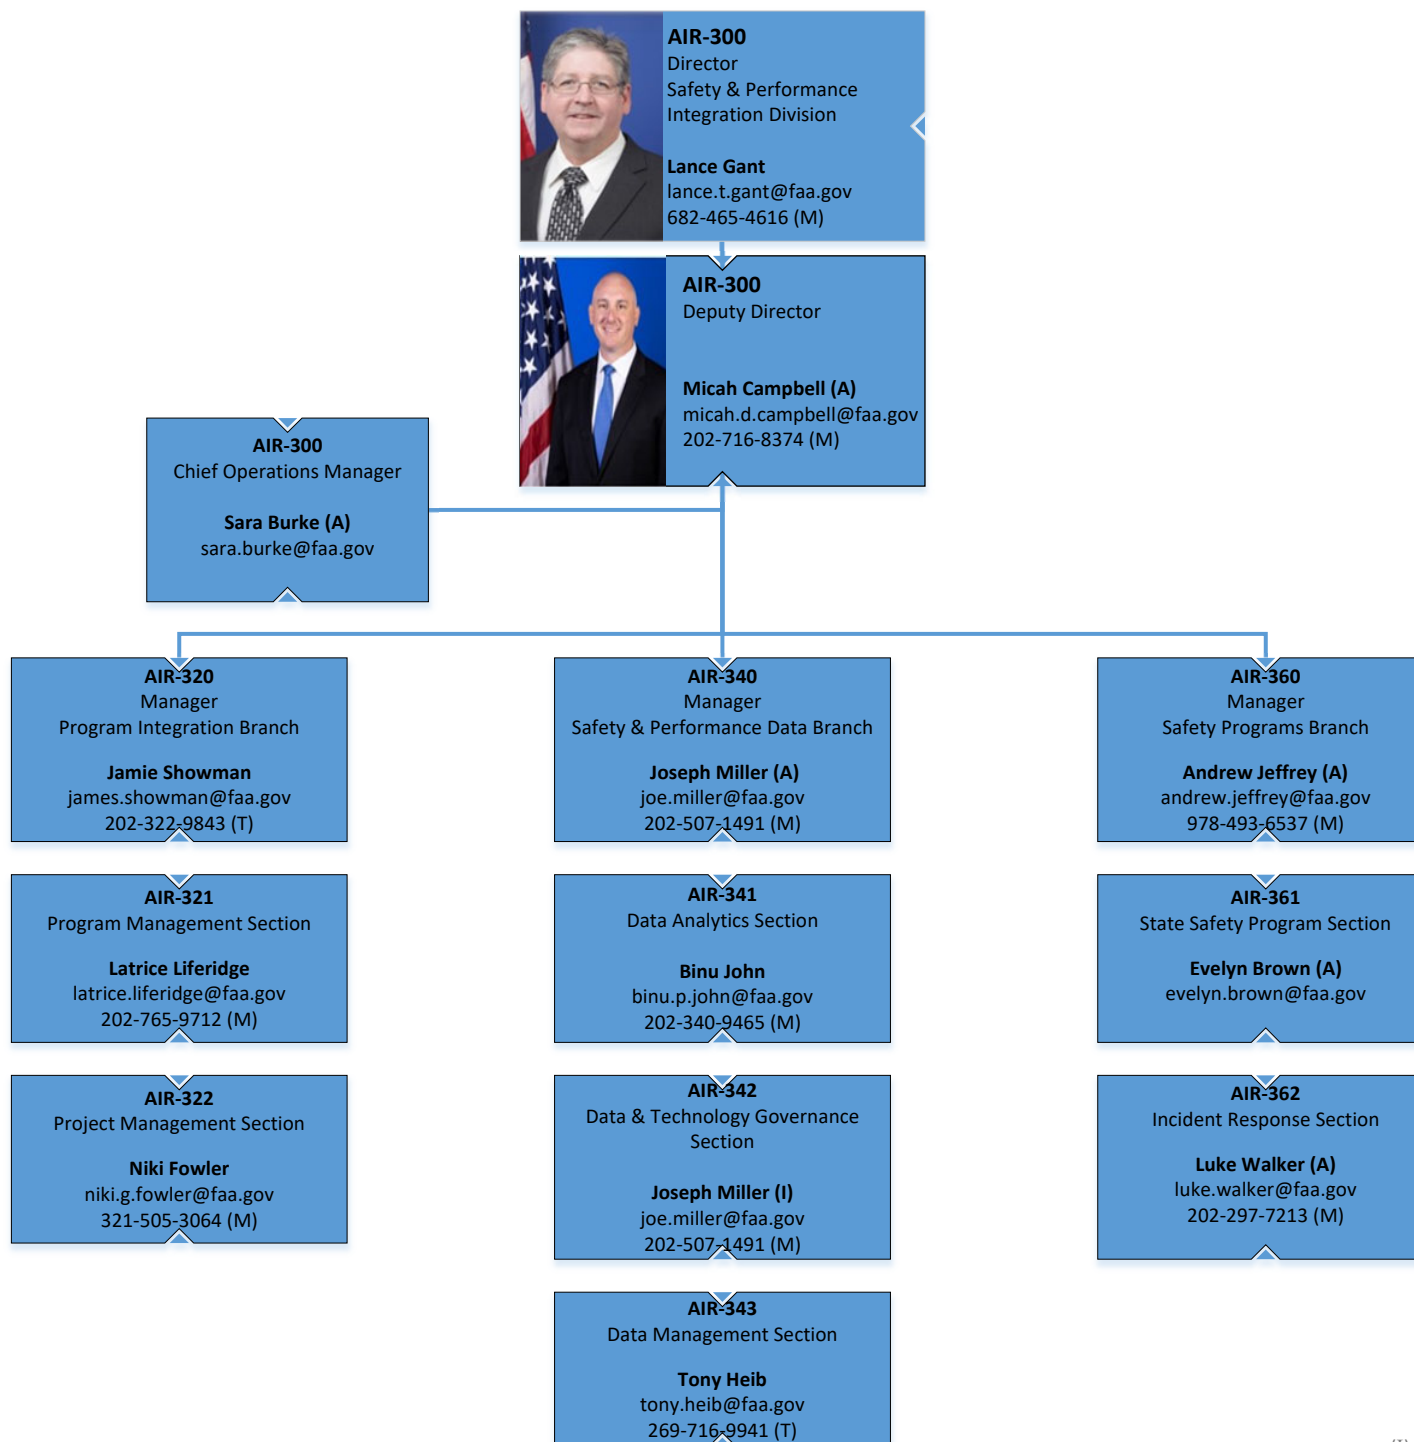 AIR-300
Director
Safety & Performance
Integration Division
Lance Gant
lance.t.gant@faa.gov
682-465-4616 (M)
AIR-300
Deputy Director
Micah Campbell (A)
micah.d.campbell@faa.gov
202-716-8374 (M)
AIR-300
Chief Operations Manager
Sara Burke (A)
sara.burke@faa.gov
AIR-320
Manager
Program Integration Branch
Jamie Showman
james.showman@faa.gov
202-322-9843 (T)
AIR-321
Program Management Section
Latrice Liferidge
latrice.liferidge@faa.gov
202-765-9712 (M)
AIR-322
Project Management Section
Niki Fowler
niki.g.fowler@faa.gov
321-505-3064 (M)
AIR-340
Manager
Safety & Performance Data Branch
Joseph Miller (A)
joe.miller@faa.gov
202-507-1491 (M)
AIR-341
Data Analytics Section
Binu John
binu.p.john@faa.gov
202-340-9465 (M)
AIR-342
Data & Technology Governance
Section
Joseph Miller (I)
joe.miller@faa.gov
202-507-1491 (M)
AIR-343
Data Management Section
Tony Heib
tony.heib@faa.gov
269-716-9941 (T)
AIR-360
Manager
Safety Programs Branch
Andrew Jeffrey (A)
andrew.jeffrey@faa.gov
978-493-6537 (M)
AIR-361
State Safety Program Section
Evelyn Brown (A)
evelyn.brown@faa.gov
AIR-362
Incident Response Section
Luke Walker (A)
luke.walker@faa.gov
202-297-7213 (M)